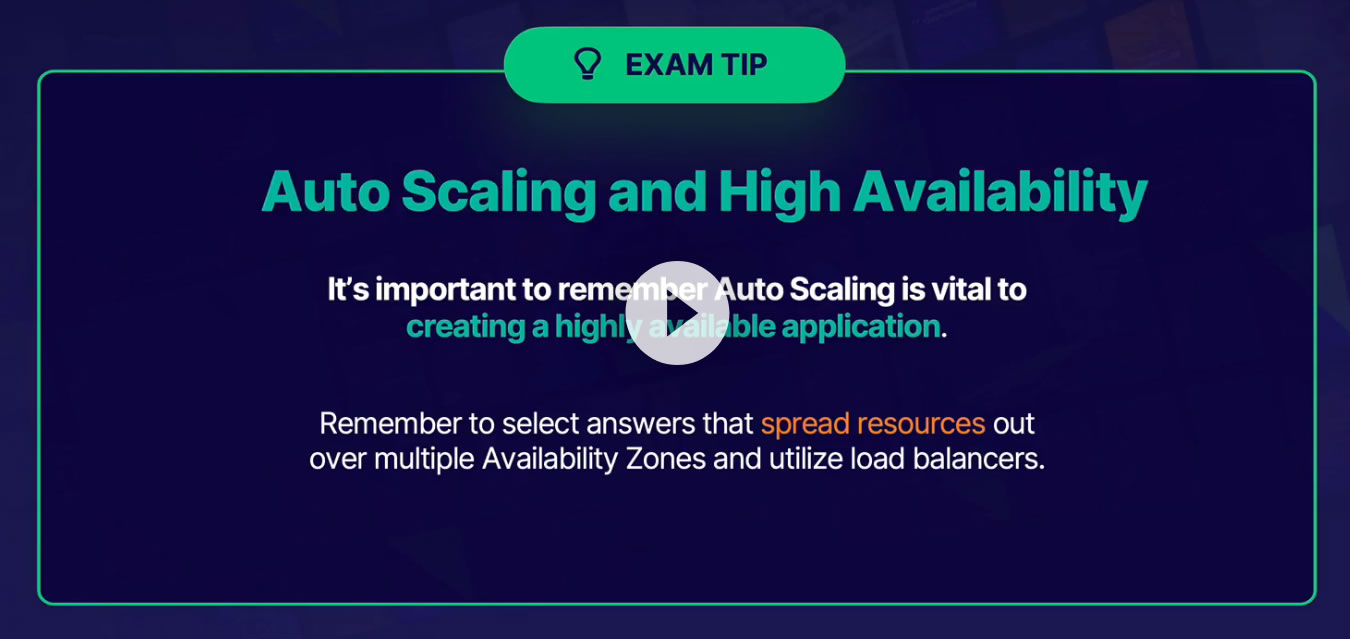 EXAM TIP
Auto Scaling and High Availability
It's important to remember Auto Scaling is vital to
creating a highly available application.
Remember to select answers that spread resources out
over multiple Availability Zones and utilize load balancers.